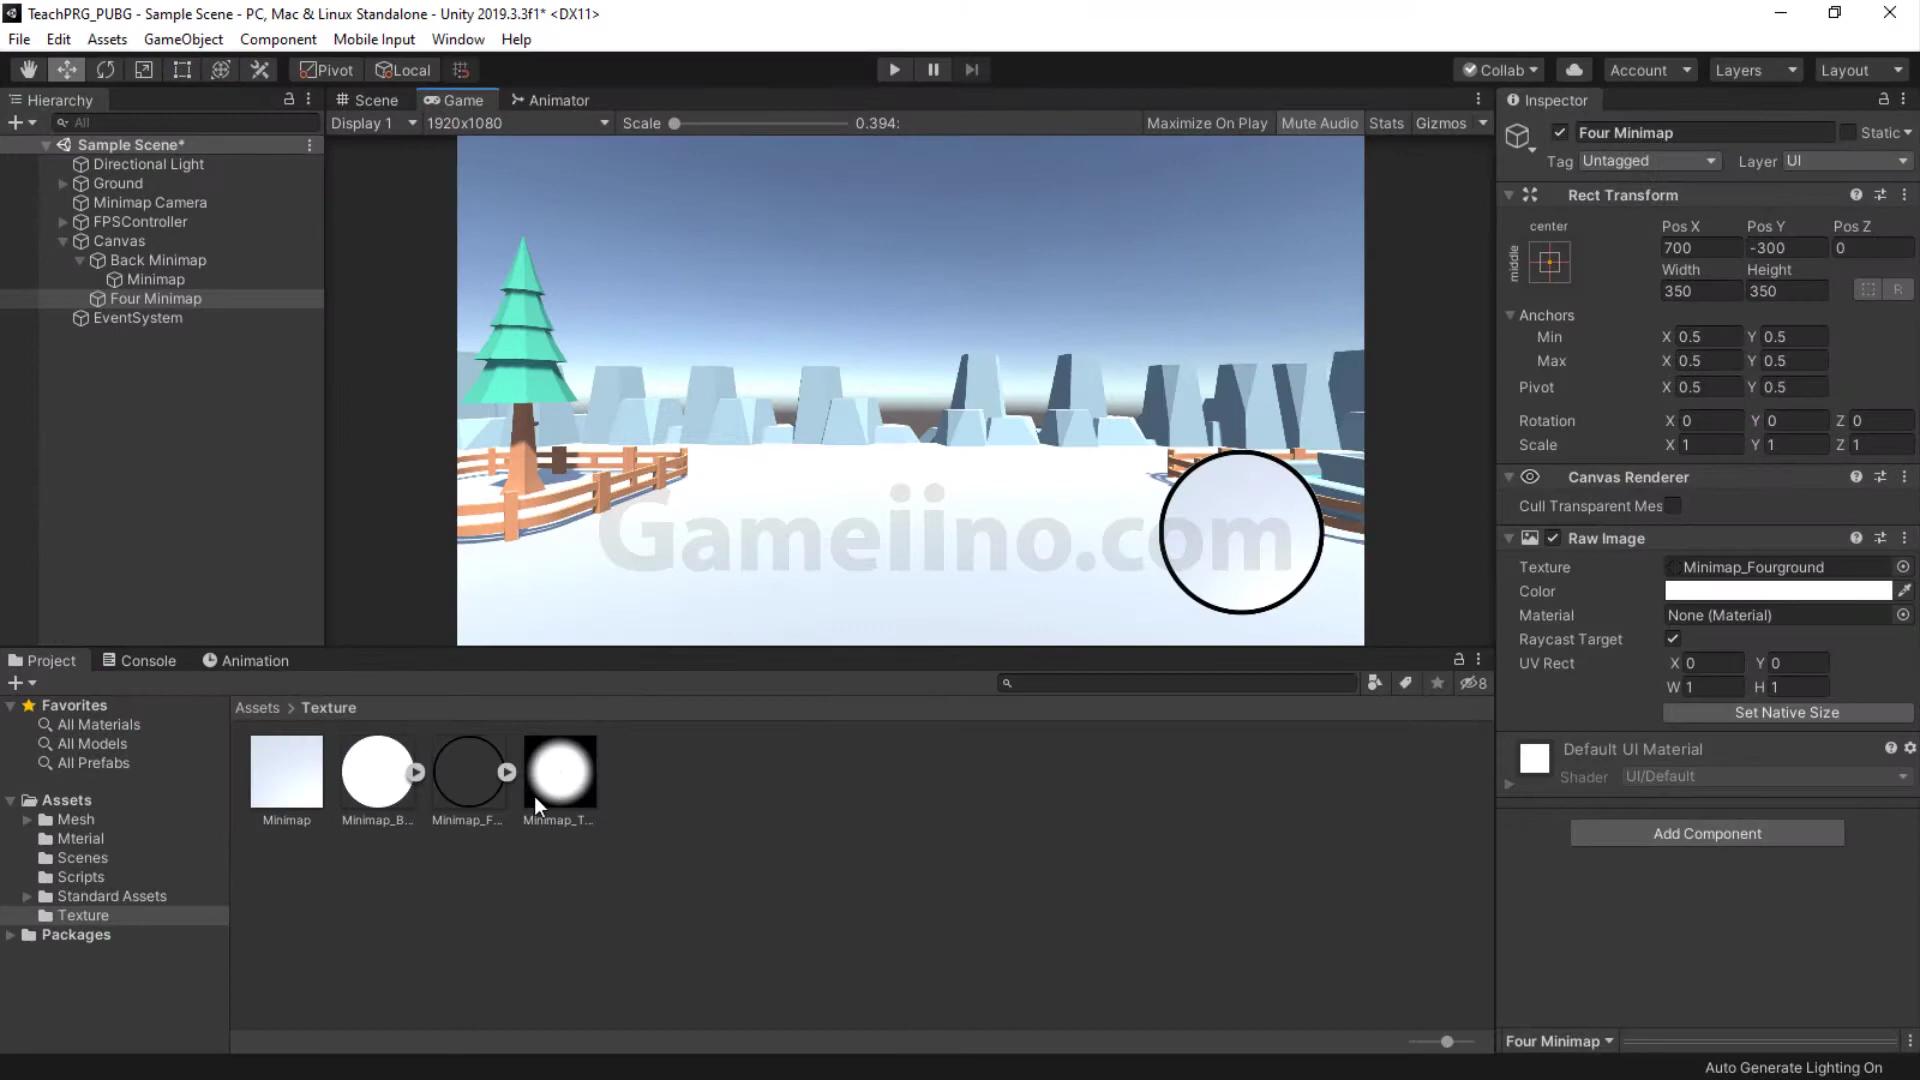 TeachPRG_PUBG - Sample Scene - PC, Mac & Linux Standalone - Unity 2019.3.3f1* <DX11>
File Edit Assets GameObject Component Mobile Input Window Help
Pivot Local Collab Account Layers Layout
Hierarchy Scene Game Animator Inspector
All Display 1 1920x1080 Scale 0.394: Maximize On Play Mute Audio Stats Gizmos
Sample Scene*
Directional Light
Ground
Minimap Camera
FPSController
Canvas
Back Minimap
Minimap
Four Minimap
EventSystem
Gameiino.com
Four Minimap Static
Tag Untagged Layer UI
Rect Transform
center Pos X Pos Y Pos Z
middle 700 -300 0
Width Height
350 350 R
Anchors
Min X 0.5 Y 0.5
Max X 0.5 Y 0.5
Pivot X 0.5 Y 0.5
Rotation X 0 Y 0 Z 0
Scale X 1 Y 1 Z 1
Canvas Renderer
Cull Transparent Mes
Raw Image
Texture Minimap_Fourground
Color
Material None (Material)
Raycast Target
UV Rect X 0 Y 0
W 1 H 1
Set Native Size
Default UI Material
Shader UI/Default
Add Component
Four Minimap
Project Console Animation
8
Favorites
All Materials
All Models
All Prefabs
Assets
Mesh
Mterial
Scenes
Scripts
Standard Assets
Texture
Packages
Assets > Texture
Minimap Minimap_B... Minimap_F... Minimap_T...
Auto Generate Lighting On